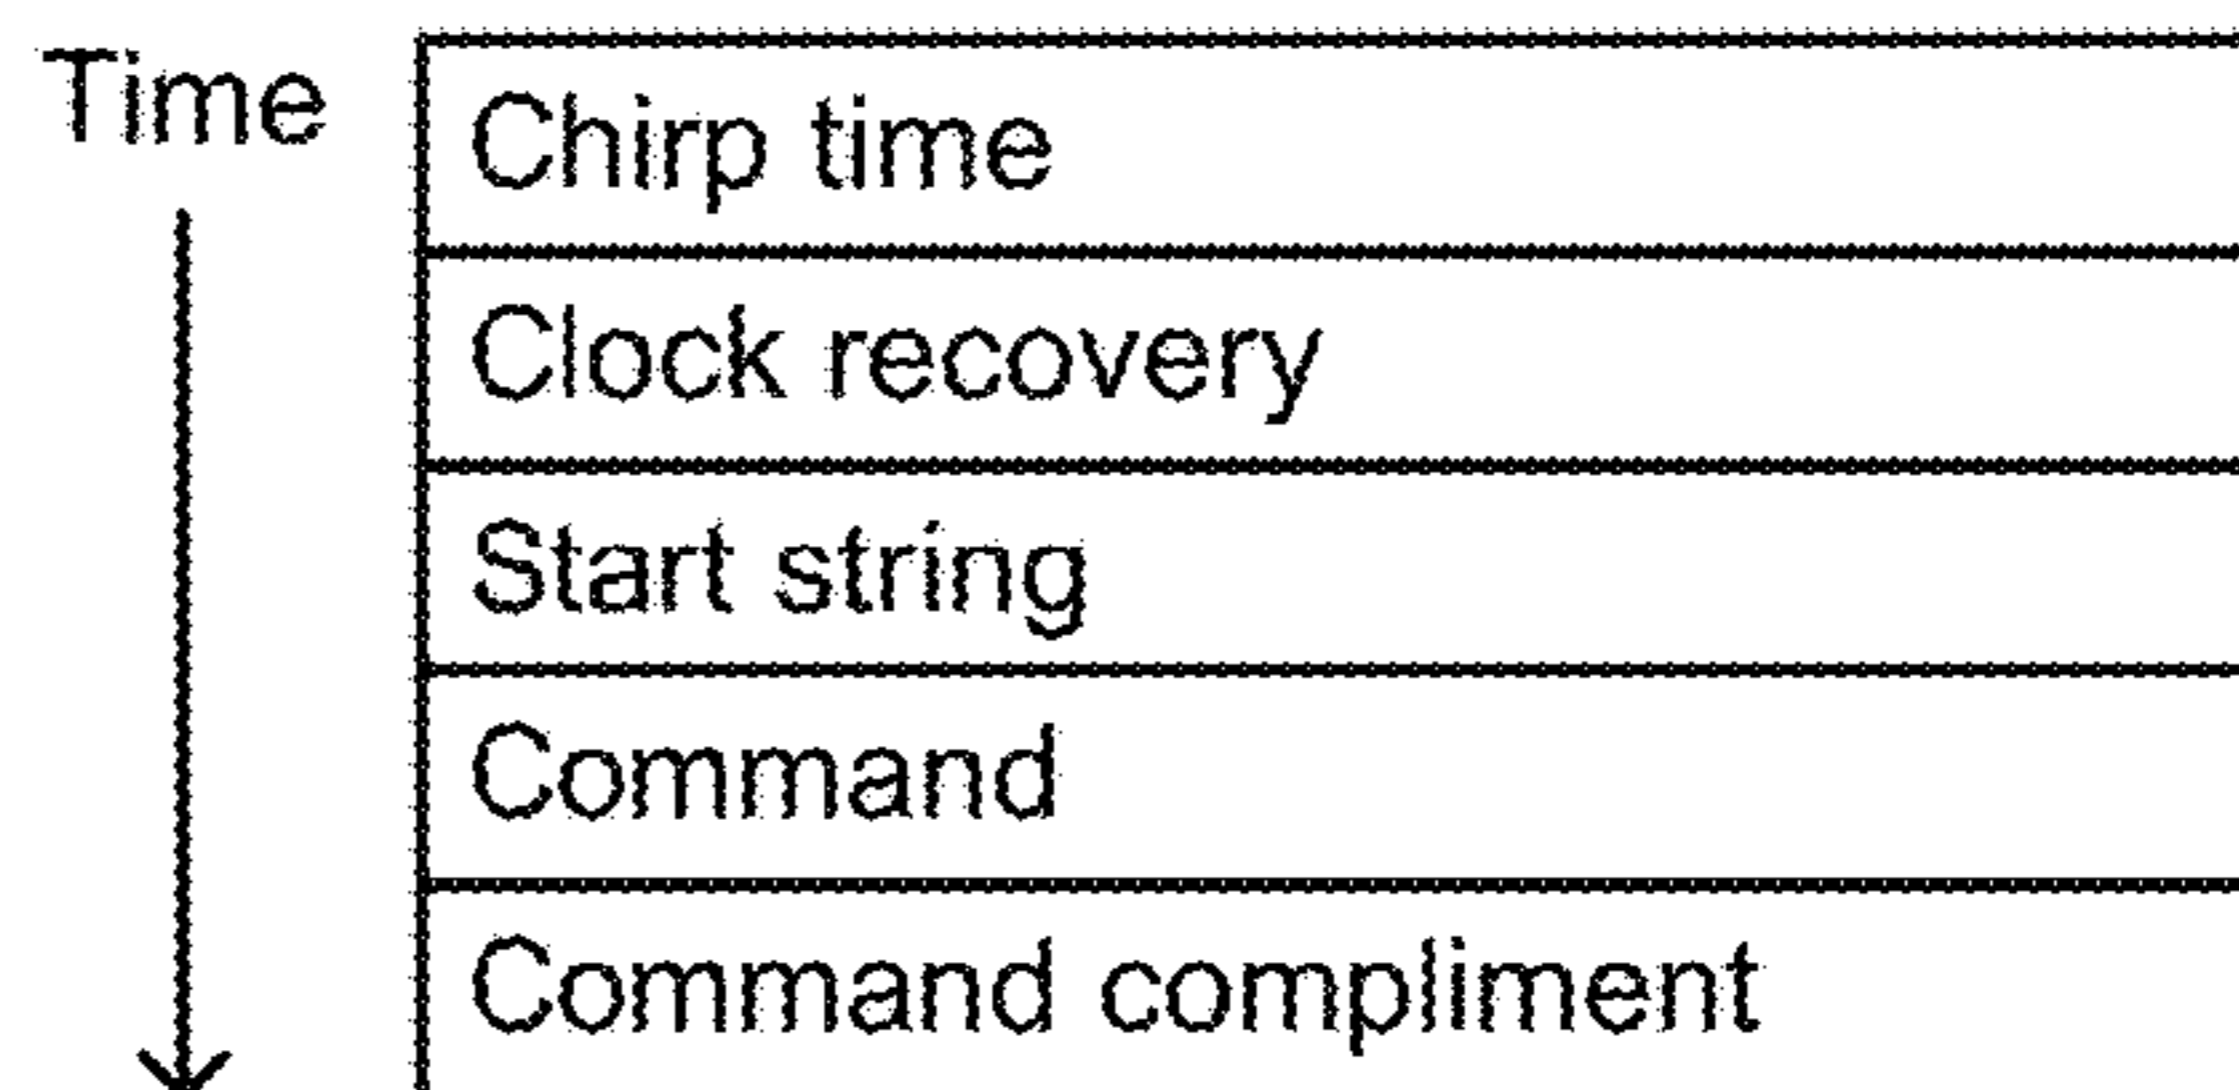 Time
Chirp time
Clock recovery
Start string
Command
Command compliment